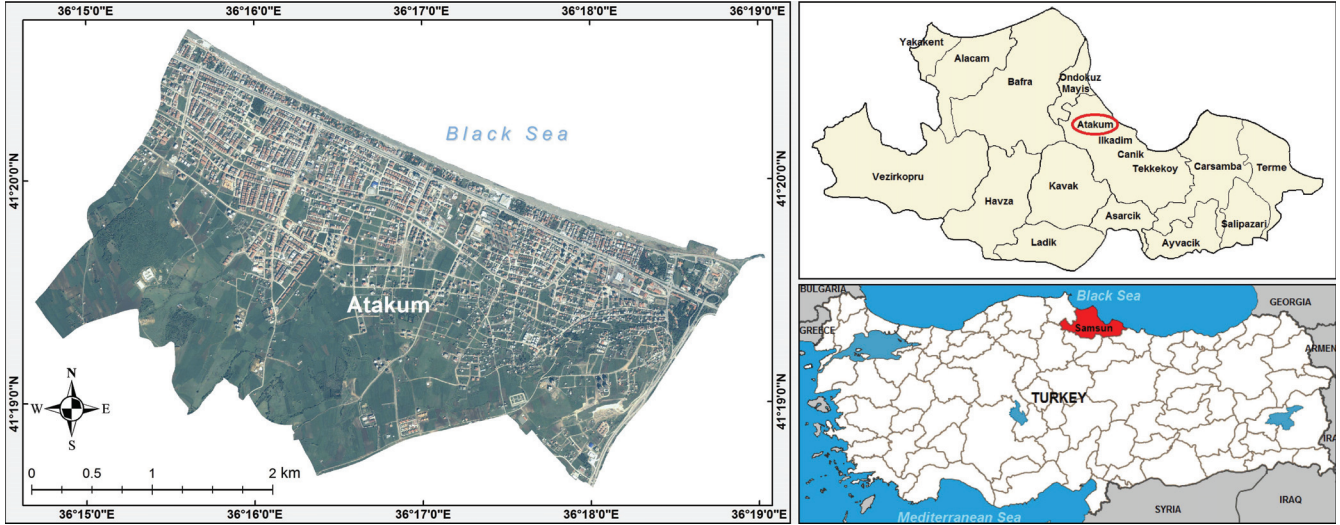 36°15'0"E 36°16'0"E 36°17'0"E 36°18'0"E 36°19'0"E
41°20'0"N
41°19'0"N
Black Sea
Atakum
N
W E
S
0 0.5 1 2 km
41°20'0"N
41°19'0"N
36°15'0"E 36°16'0"E 36°17'0"E 36°18'0"E 36°19'0"E
Yakakent
Alacam
Bafra
Ondokuz
Mayis
Atakum
Ilkadim
Canik
Tekkekoy
Carsamba
Terme
Vezirkopru
Havza
Kavak
Asarcik
Salipazari
Ladik
Ayvacik
BULGARIA
Black Sea
GEORGIA
GREECE
Samsun
ARMEN
TURKEY
IRA
SYRIA
IRAQ
Mediterranean Sea